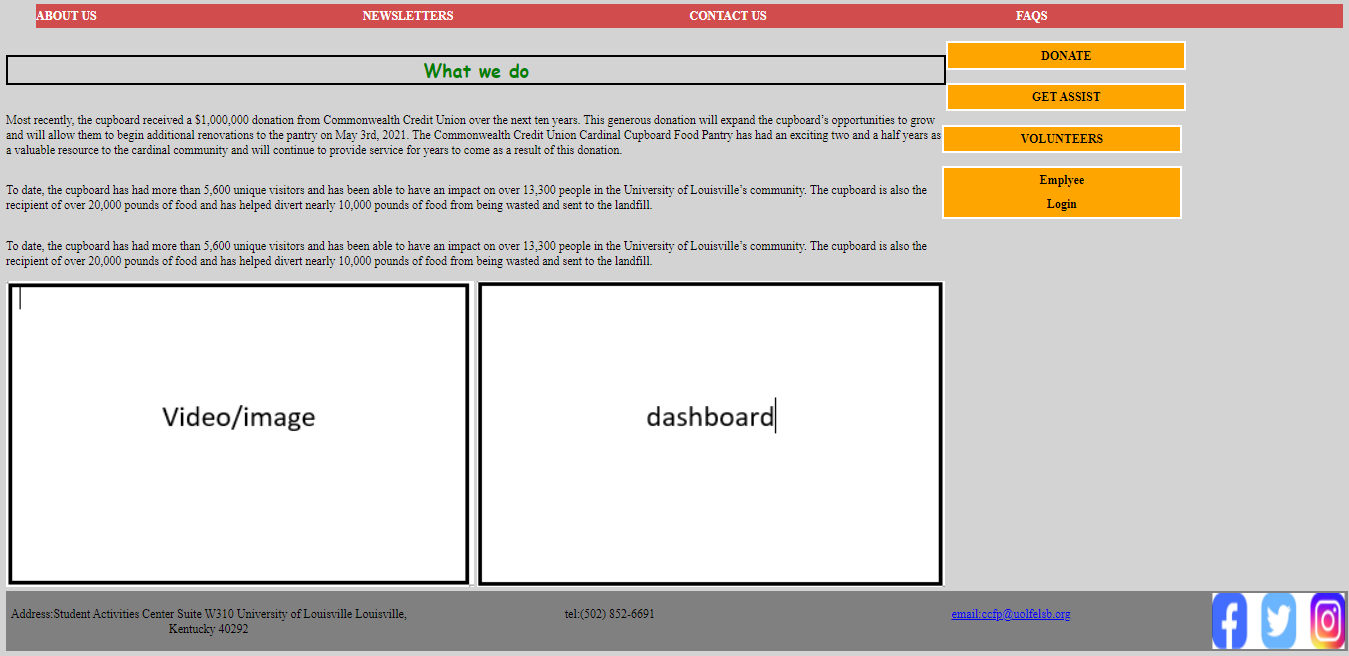 ABOUT US NEWSLETTERS CONTACT US FAQS
What we do
DONATE
GET ASSIST
VOLUNTEERS
Emplyee
Login
Most recently, the cupboard received a $1,000,000 donation from Commonwealth Credit Union over the next ten years. This generous donation will expand the cupboard’s opportunities to grow
and will allow them to begin additional renovations to the pantry on May 3rd, 2021. The Commonwealth Credit Union Cardinal Cupboard Food Pantry has had an exciting two and a half years as
a valuable resource to the cardinal community and will continue to provide service for years to come as a result of this donation.
To date, the cupboard has had more than 5,600 unique visitors and has been able to have an impact on over 13,300 people in the University of Louisville’s community. The cupboard is also the
recipient of over 20,000 pounds of food and has helped divert nearly 10,000 pounds of food from being wasted and sent to the landfill.
To date, the cupboard has had more than 5,600 unique visitors and has been able to have an impact on over 13,300 people in the University of Louisville’s community. The cupboard is also the
recipient of over 20,000 pounds of food and has helped divert nearly 10,000 pounds of food from being wasted and sent to the landfill.
Video/image
dashboard
Address:Student Activities Center Suite W310 University of Louisville Louisville,
Kentucky 40292
tel:(502) 852-6691
email:ccfp@uolfelsb.org